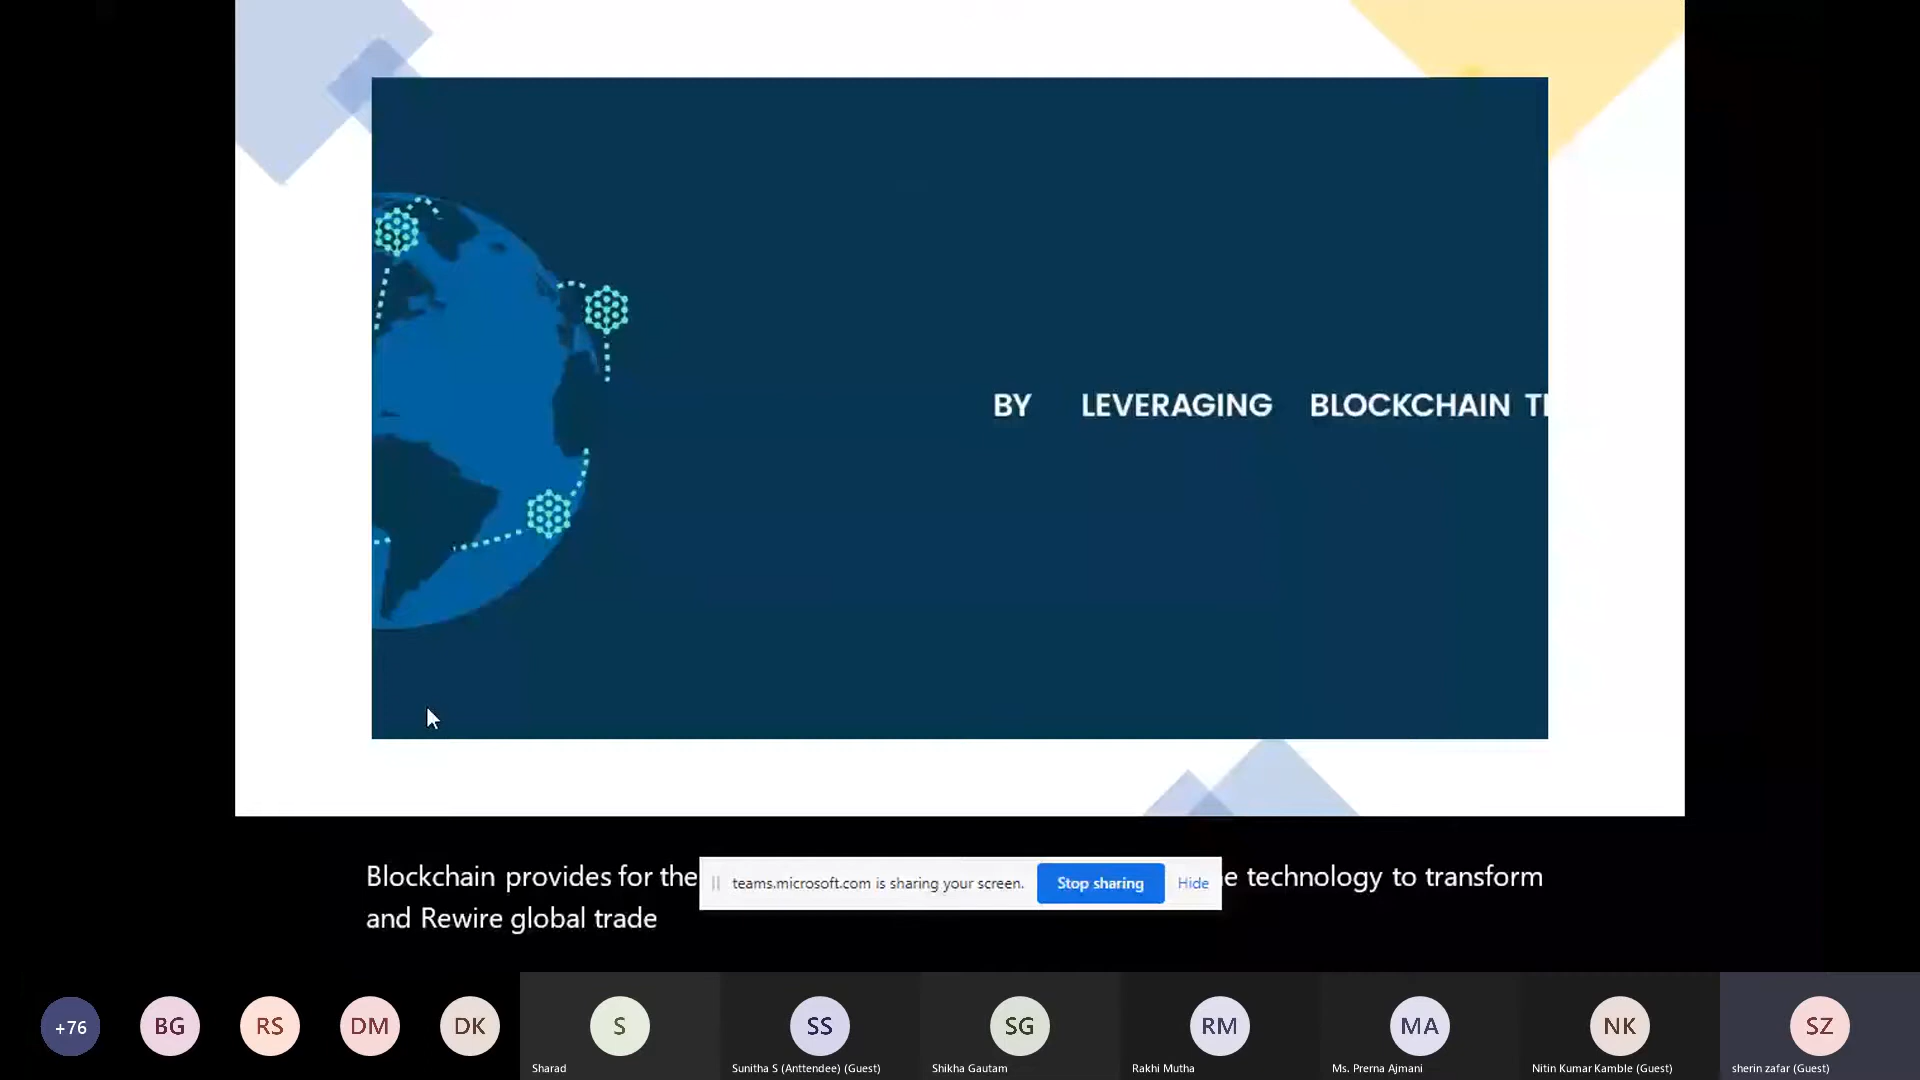 BY LEVERAGING BLOCKCHAIN
Blockchain provides for the technology to transform
and Rewire global trade
teams.microsoft.com is sharing your screen. Stop sharing Hide
+76 BG RS DM DK S SS SG RM MA NK SZ
Sharad Sunitha S (Anttendee) (Guest) Shikha Gautam Rakhi Mutha Ms. Prerna Ajmani Nitin Kumar Kamble (Guest) sherin zafar (Guest)